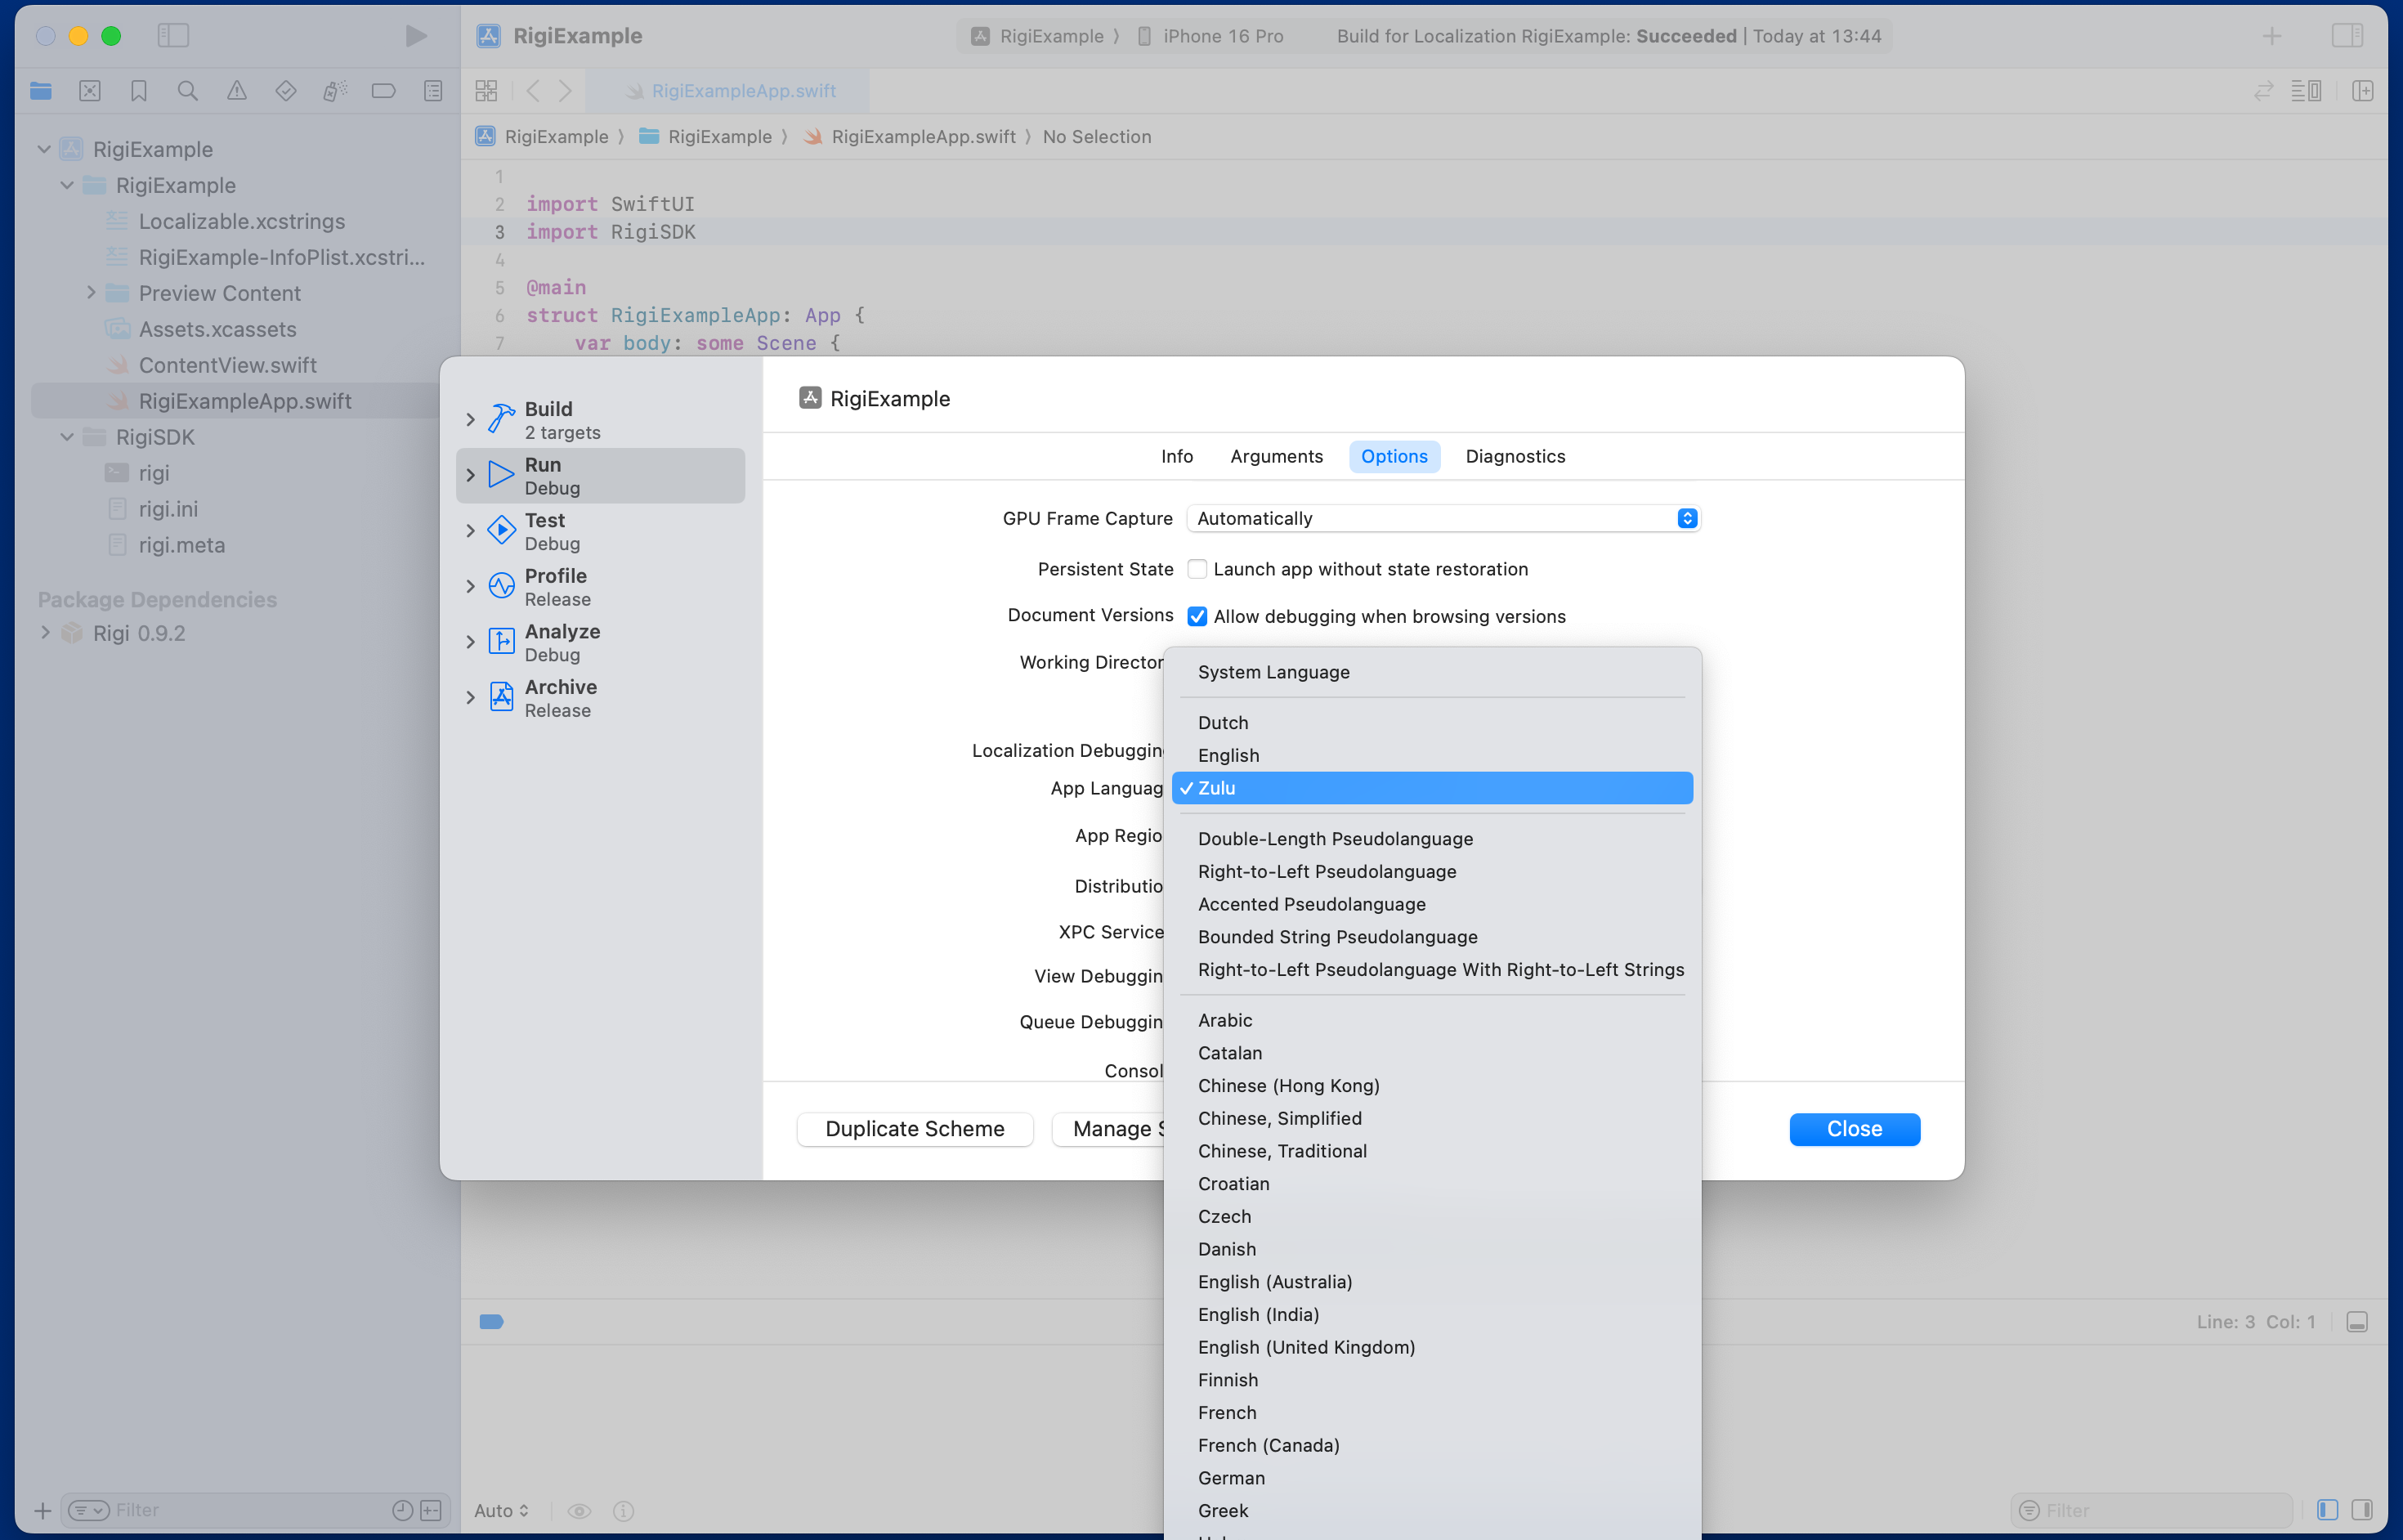 RigiExample
RigiExample 〉 iPhone 16 Pro
Build for Localization RigiExample: Succeeded | Today at 13:44
RigiExampleApp.swift
RigiExample 〉 RigiExample 〉 RigiExampleApp.swift 〉 No Selection
RigiExample
RigiExample
Localizable.xcstrings
RigiExample-InfoPlist.xcstri...
Preview Content
Assets.xcassets
ContentView.swift
RigiExampleApp.swift
RigiSDK
rigi
rigi.ini
rigi.meta
Package Dependencies
Rigi 0.9.2
1
2 import SwiftUI
3 import RigiSDK
4
5 @main
6 struct RigiExampleApp: App {
7 var body: some Scene {
Build
2 targets
Run
Debug
Test
Debug
Profile
Release
Analyze
Debug
Archive
Release
RigiExample
Info Arguments Options Diagnostics
GPU Frame Capture Automatically
Persistent State Launch app without state restoration
Document Versions Allow debugging when browsing versions
Working Director
Localization Debuggin
App Languag
App Regio
Distributio
XPC Service
View Debuggin
Queue Debuggin
Consol
System Language
Dutch
English
✓ Zulu
Double-Length Pseudolanguage
Right-to-Left Pseudolanguage
Accented Pseudolanguage
Bounded String Pseudolanguage
Right-to-Left Pseudolanguage With Right-to-Left Strings
Arabic
Catalan
Chinese (Hong Kong)
Chinese, Simplified
Chinese, Traditional
Croatian
Czech
Danish
English (Australia)
English (India)
English (United Kingdom)
Finnish
French
French (Canada)
German
Greek
Duplicate Scheme
Manage S
Close
Line: 3 Col: 1
Filter
Auto
Filter